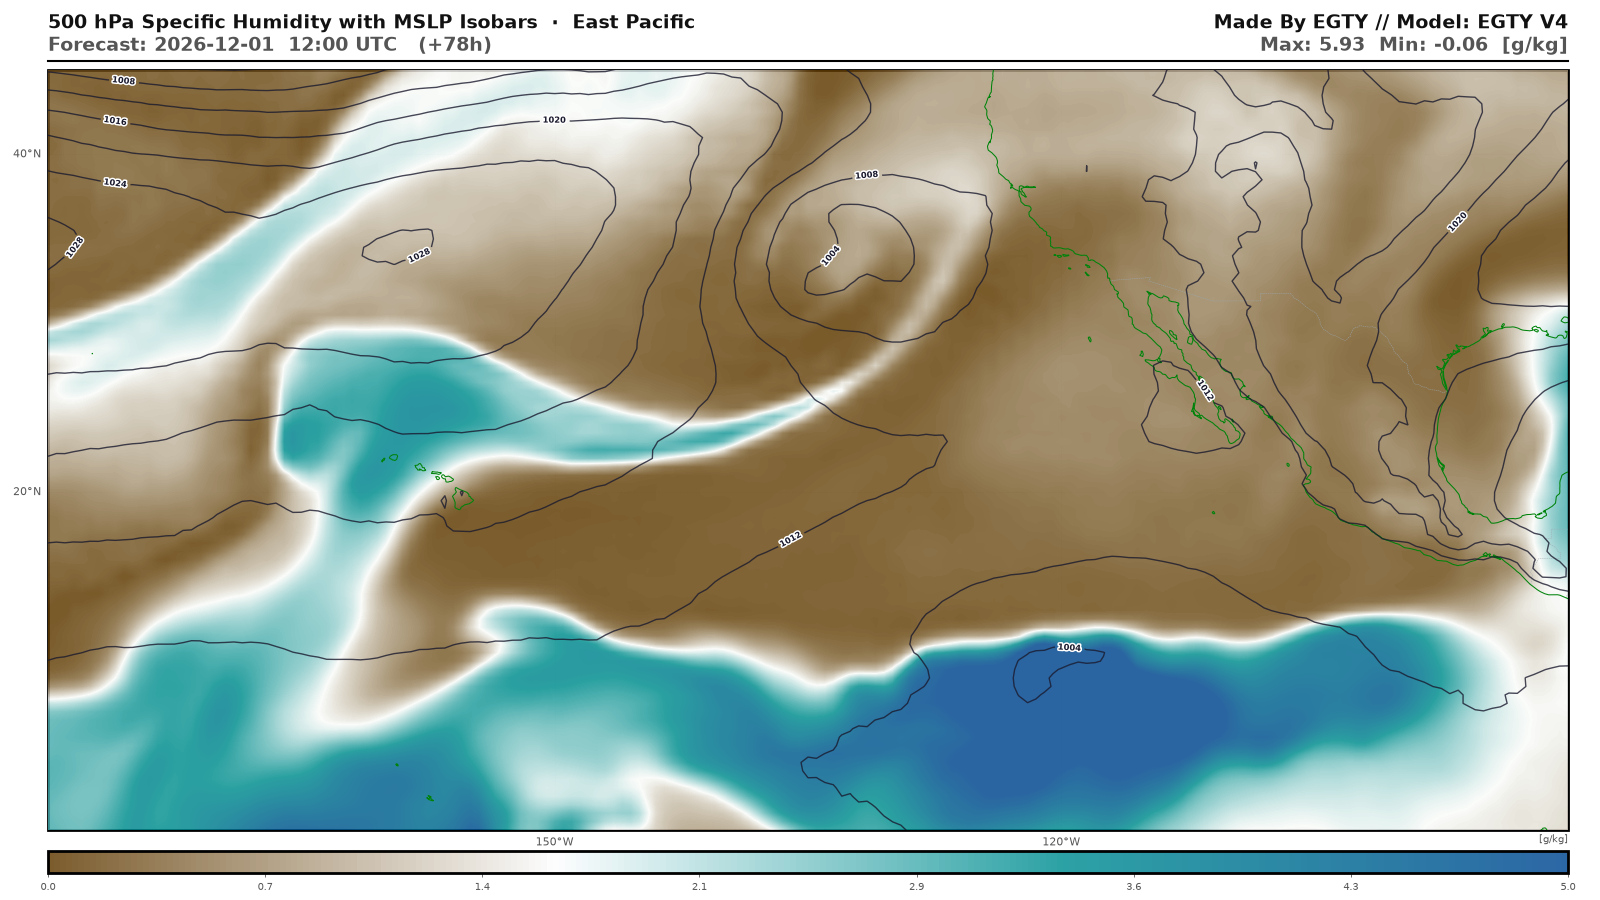 500 hPa Specific Humidity with MSLP Isobars · East Pacific
Made By EGTY // Model: EGTY V4
Forecast: 2026-12-01 12:00 UTC (+78h)
Max: 5.93 Min: -0.06 [g/kg]
1008
1016
1020
40°N
1008
1024
1020
1028
1028
1004
1012
20°N
1012
1004
150°W
120°W
[g/kg]
0.0
0.7
1.4
2.1
2.9
3.6
4.3
5.0